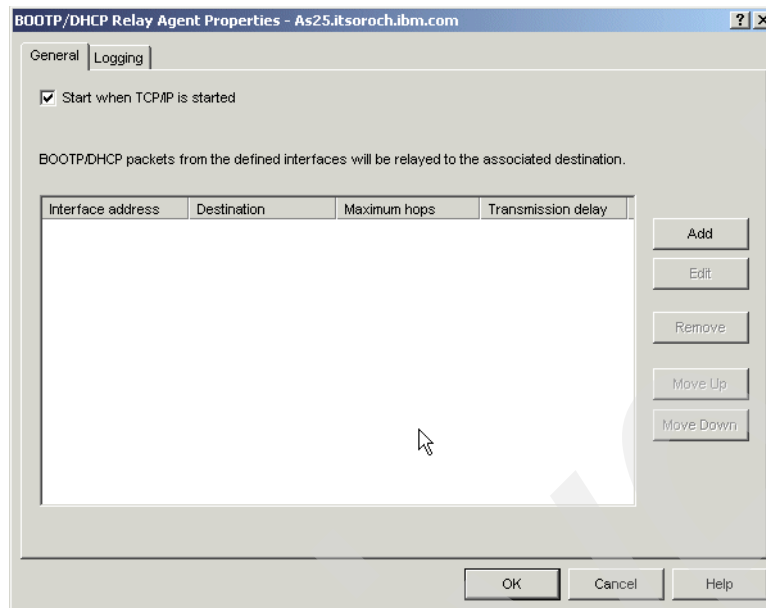 BOOTP/DHCP Relay Agent Properties - As25.itsoroch.ibm.com
General Logging
Start when TCP/IP is started
BOOTP/DHCP packets from the defined interfaces will be relayed to the associated destination.
Interface address Destination Maximum hops Transmission delay
Add
Edit
Remove
Move Up
Move Down
OK Cancel Help